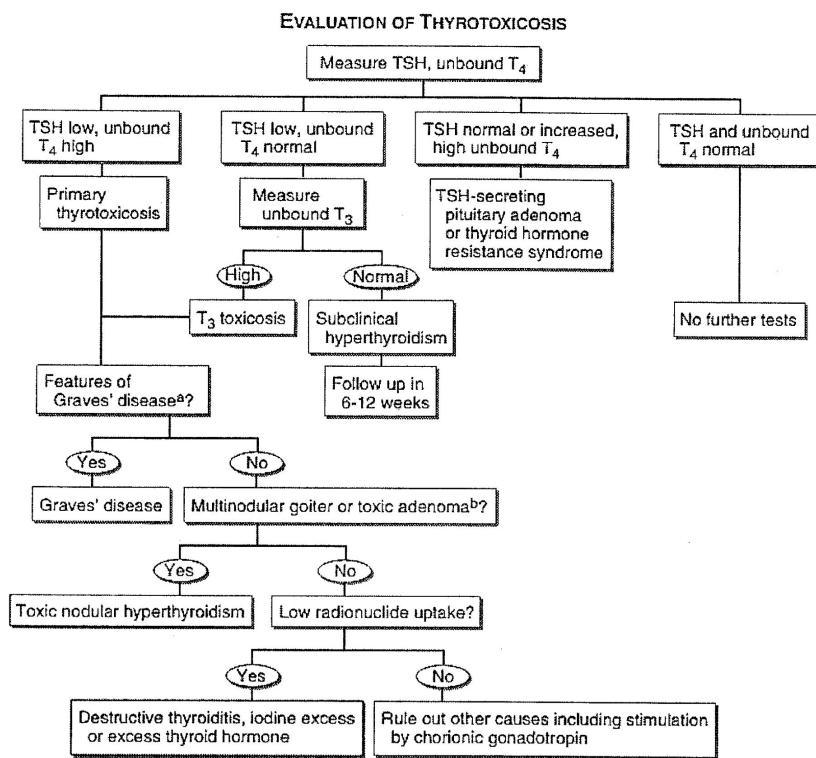 EVALUATION OF THYROTOXICOSIS
Measure TSH, unbound T4
TSH low, unbound
T4 high
TSH low, unbound
T4 normal
TSH normal or increased,
high unbound T4
TSH and unbound
T4 normal
Primary
thyrotoxicosis
Measure
unbound T3
TSH-secreting
pituitary adenoma
or thyroid hormone
resistance syndrome
High
Normal
T3 toxicosis
Subclinical
hyperthyroidism
No further tests
Features of
Graves' diseasea?
Follow up in
6-12 weeks
Yes
No
Graves' disease
Multinodular goiter or toxic adenomab?
Yes
No
Toxic nodular hyperthyroidism
Low radionuclide uptake?
Yes
No
Destructive thyroiditis, iodine excess
or excess thyroid hormone
Rule out other causes including stimulation
by chorionic gonadotropin